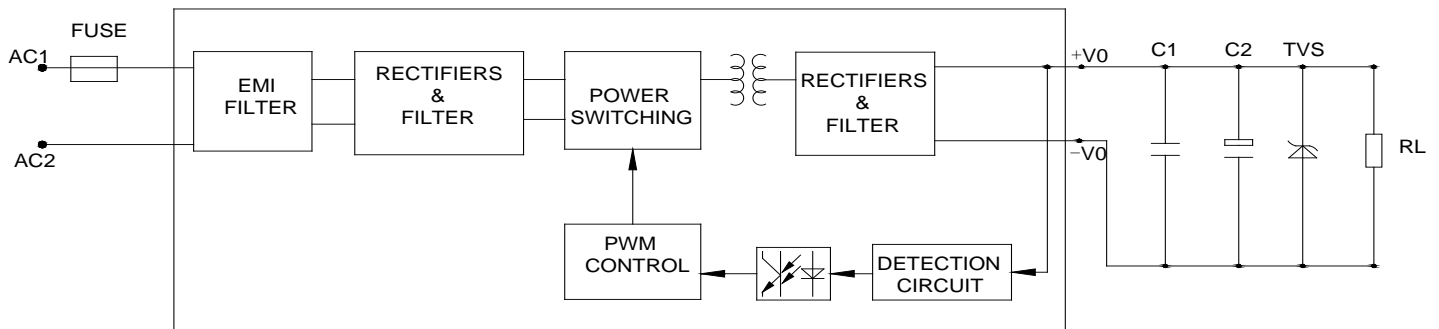 FUSE
AC1
AC2
EMI
FILTER
RECTIFIERS
&
FILTER
POWER
SWITCHING
RECTIFIERS
&
FILTER
+V0
−V0
C1
C2
TVS
RL
PWM
CONTROL
DETECTION
CIRCUIT